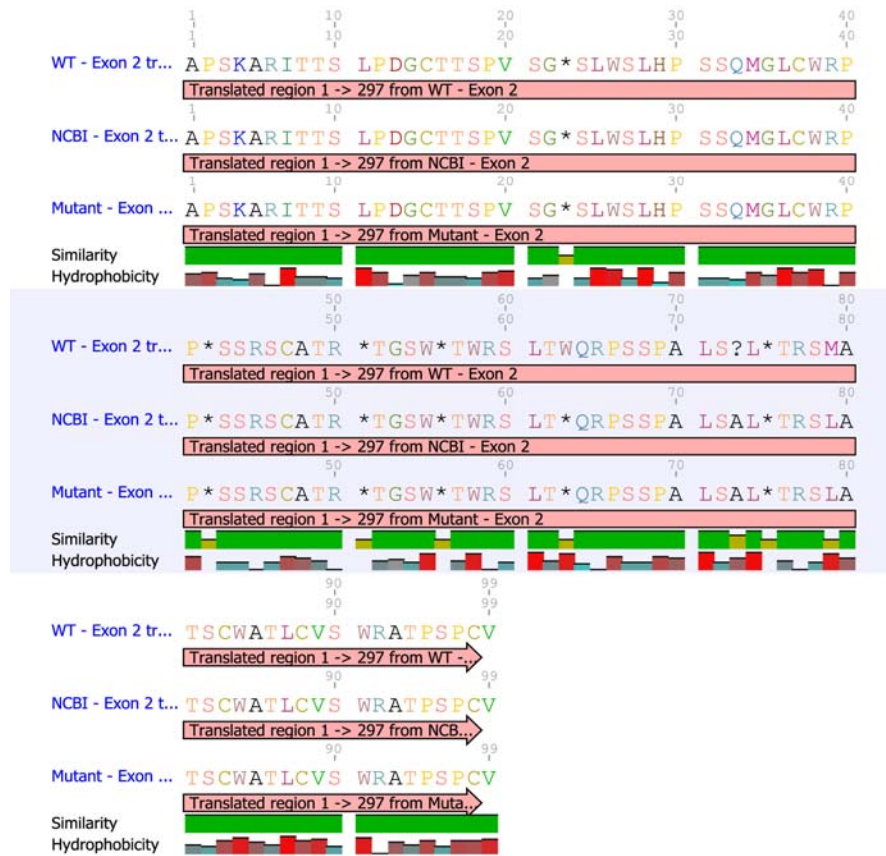 1 10 20 30 40
1 10 20 30 40
WT - Exon 2 tr... APSKARITTS LPDGCTTSPV SG*SLWSLHP SSQMGLCWRP
Translated region 1 -> 297 from WT - Exon 2
1 10 20 30 40
NCBI - Exon 2 t... APSKARITTS LPDGCTTSPV SG*SLWSLHP SSQMGLCWRP
Translated region 1 -> 297 from NCBI - Exon 2
1 10 20 30 40
Mutant - Exon ... APSKARITTS LPDGCTTSPV SG*SLWSLHP SSQMGLCWRP
Translated region 1 -> 297 from Mutant - Exon 2
Similarity
Hydrophobicity
50 60 70 80
50 60 70 80
WT - Exon 2 tr... P*SSRSCATR *TGSW*TWRS LTWQRPSSPA LS?L*TRSMA
Translated region 1 -> 297 from WT - Exon 2
50 60 70 80
NCBI - Exon 2 t... P*SSRSCATR *TGSW*TWRS LT*QRPSSPA LSAL*TRSLA
Translated region 1 -> 297 from NCBI - Exon 2
50 60 70 80
Mutant - Exon ... P*SSRSCATR *TGSW*TWRS LT*QRPSSPA LSAL*TRSLA
Translated region 1 -> 297 from Mutant - Exon 2
Similarity
Hydrophobicity
90 99
90 99
WT - Exon 2 tr... TSCWATLCVS WRATPSPCV
Translated region 1 -> 297 from WT -...
90 99
NCBI - Exon 2 t... TSCWATLCVS WRATPSPCV
Translated region 1 -> 297 from NCB...
90 99
Mutant - Exon ... TSCWATLCVS WRATPSPCV
Translated region 1 -> 297 from Muta...
Similarity
Hydrophobicity